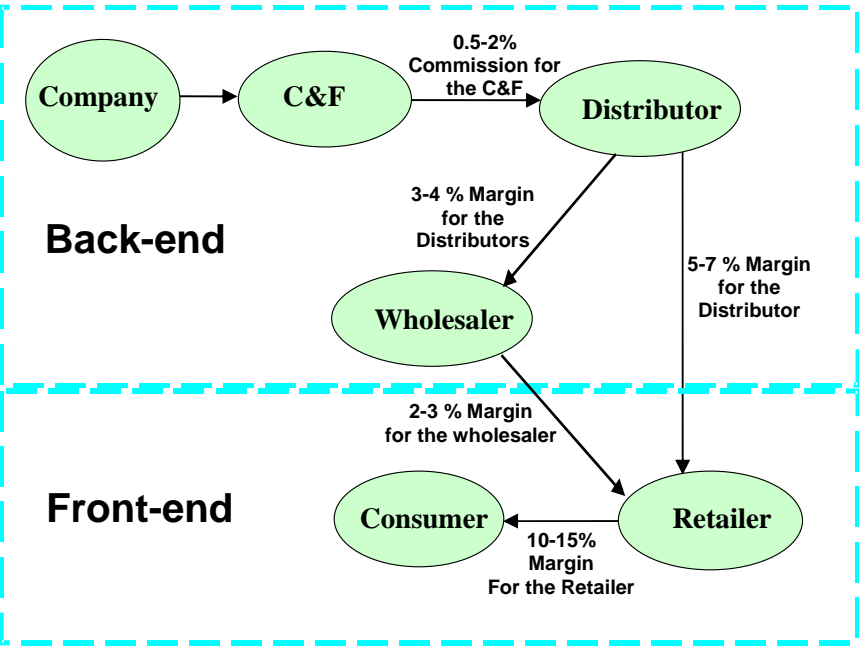 0.5-2%
Commission for
the C&F
Company
C&F
Distributor
3-4 % Margin
for the
Distributors
Back-end
5-7 % Margin
for the
Distributor
Wholesaler
2-3 % Margin
for the wholesaler
Front-end
Consumer
Retailer
10-15%
Margin
For the Retailer